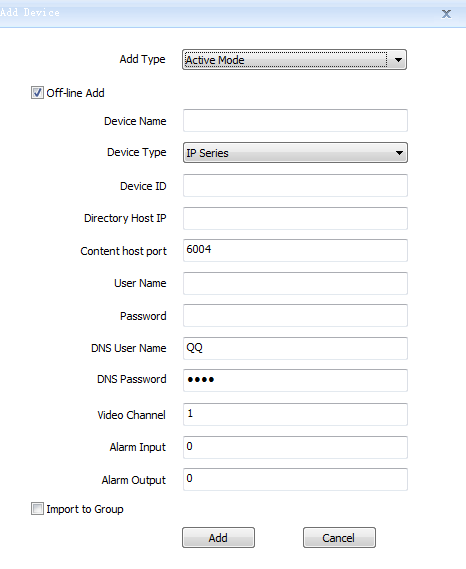 Add Device
Add Type Active Mode
Off-line Add
Device Name
Device Type IP Series
Device ID
Directory Host IP
Content host port 6004
User Name
Password
DNS User Name QQ
DNS Password ●●●●
Video Channel 1
Alarm Input 0
Alarm Output 0
Import to Group
Add Cancel